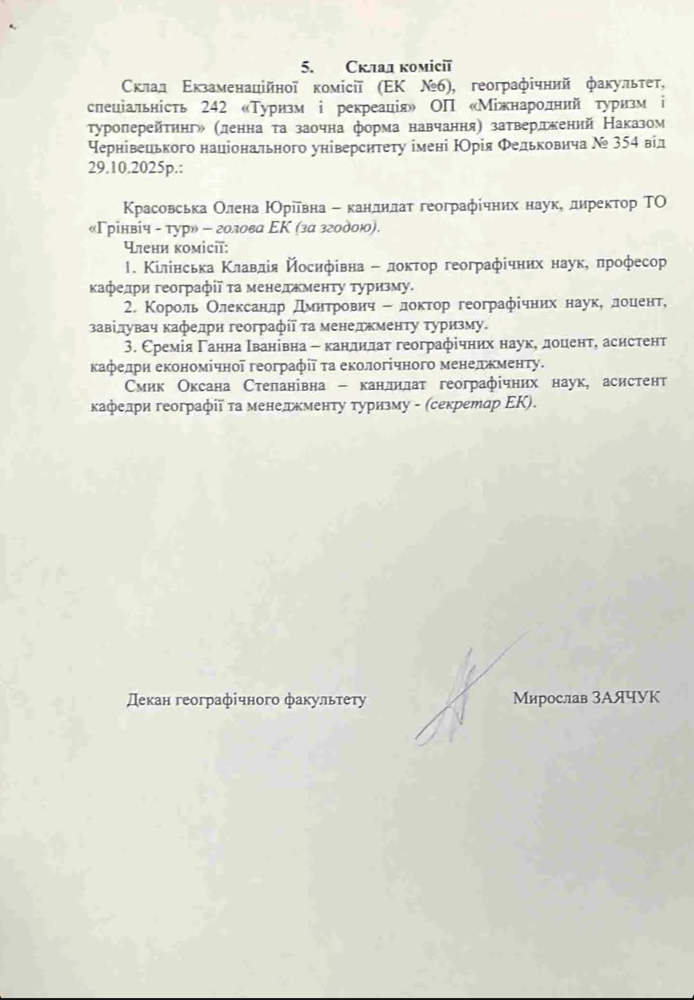 5. Склад комісії
Склад Екзаменаційної комісії (ЕК №6), географічний факультет,
спеціальність 242 «Туризм і рекреація» ОП «Міжнародний туризм і
туроперейтинг» (денна та заочна форма навчання) затверджений Наказом
Чернівецького національного університету імені Юрія Федьковича № 354 від
29.10.2025р.:
Красовська Олена Юріївна – кандидат географічних наук, директор ТО
«Грінвіч - тур» – голова ЕК (за згодою).
Члени комісії:
1. Кілінська Клавдія Йосифівна – доктор географічних наук, професор
кафедри географії та менеджменту туризму.
2. Король Олександр Дмитрович – доктор географічних наук, доцент,
завідувач кафедри географії та менеджменту туризму.
3. Єремія Ганна Іванівна – кандидат географічних наук, доцент, асистент
кафедри економічної географії та екологічного менеджменту.
Смик Оксана Степанівна – кандидат географічних наук, асистент
кафедри географії та менеджменту туризму - (секретар ЕК).
Декан географічного факультету Мирослав ЗАЯЧУК